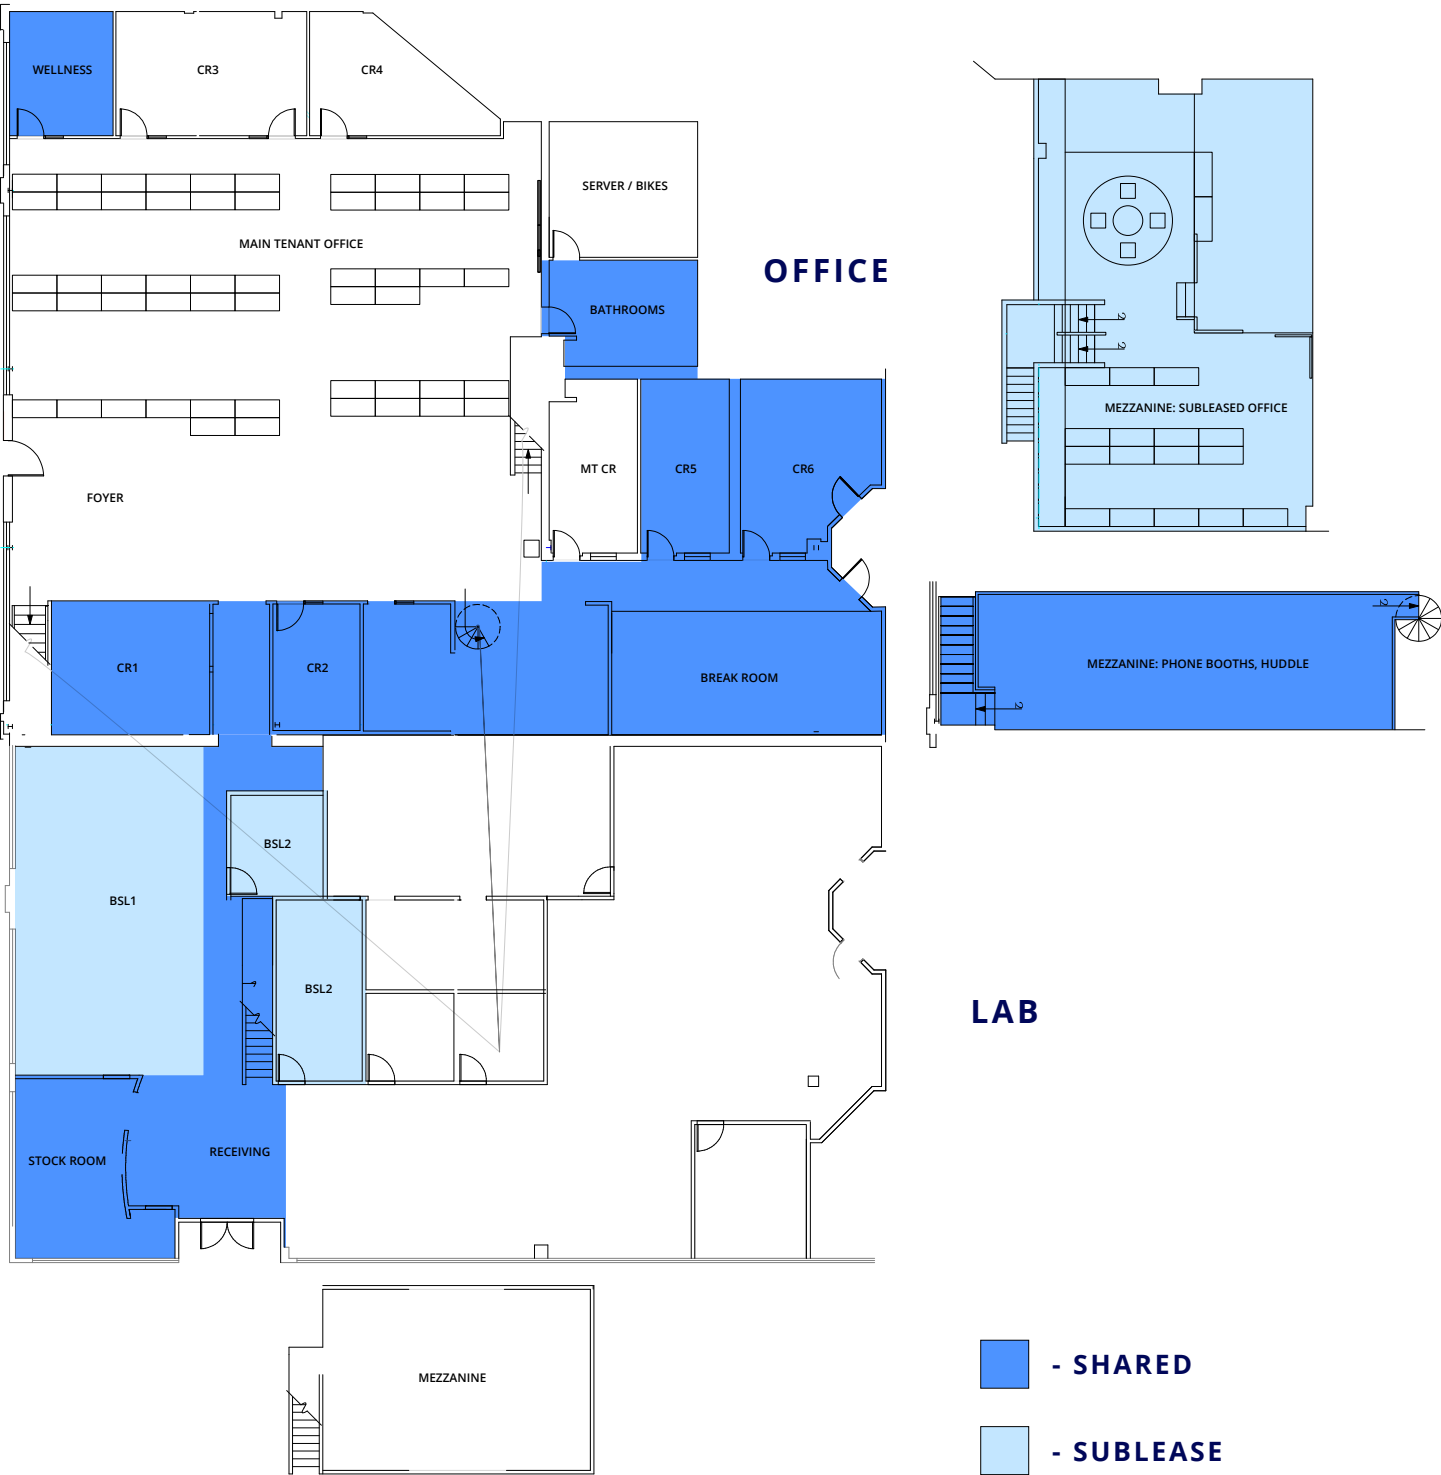 WELLNESS
CR3
CR4
SERVER / BIKES
MAIN TENANT OFFICE
OFFICE
BATHROOMS
MEZZANINE: SUBLEASED OFFICE
MT CR
CR5
CR6
FOYER
CR1
CR2
BREAK ROOM
MEZZANINE: PHONE BOOTHS, HUDDLE
BSL2
BSL1
BSL2
LAB
STOCK ROOM
RECEIVING
MEZZANINE
- SHARED
- SUBLEASE